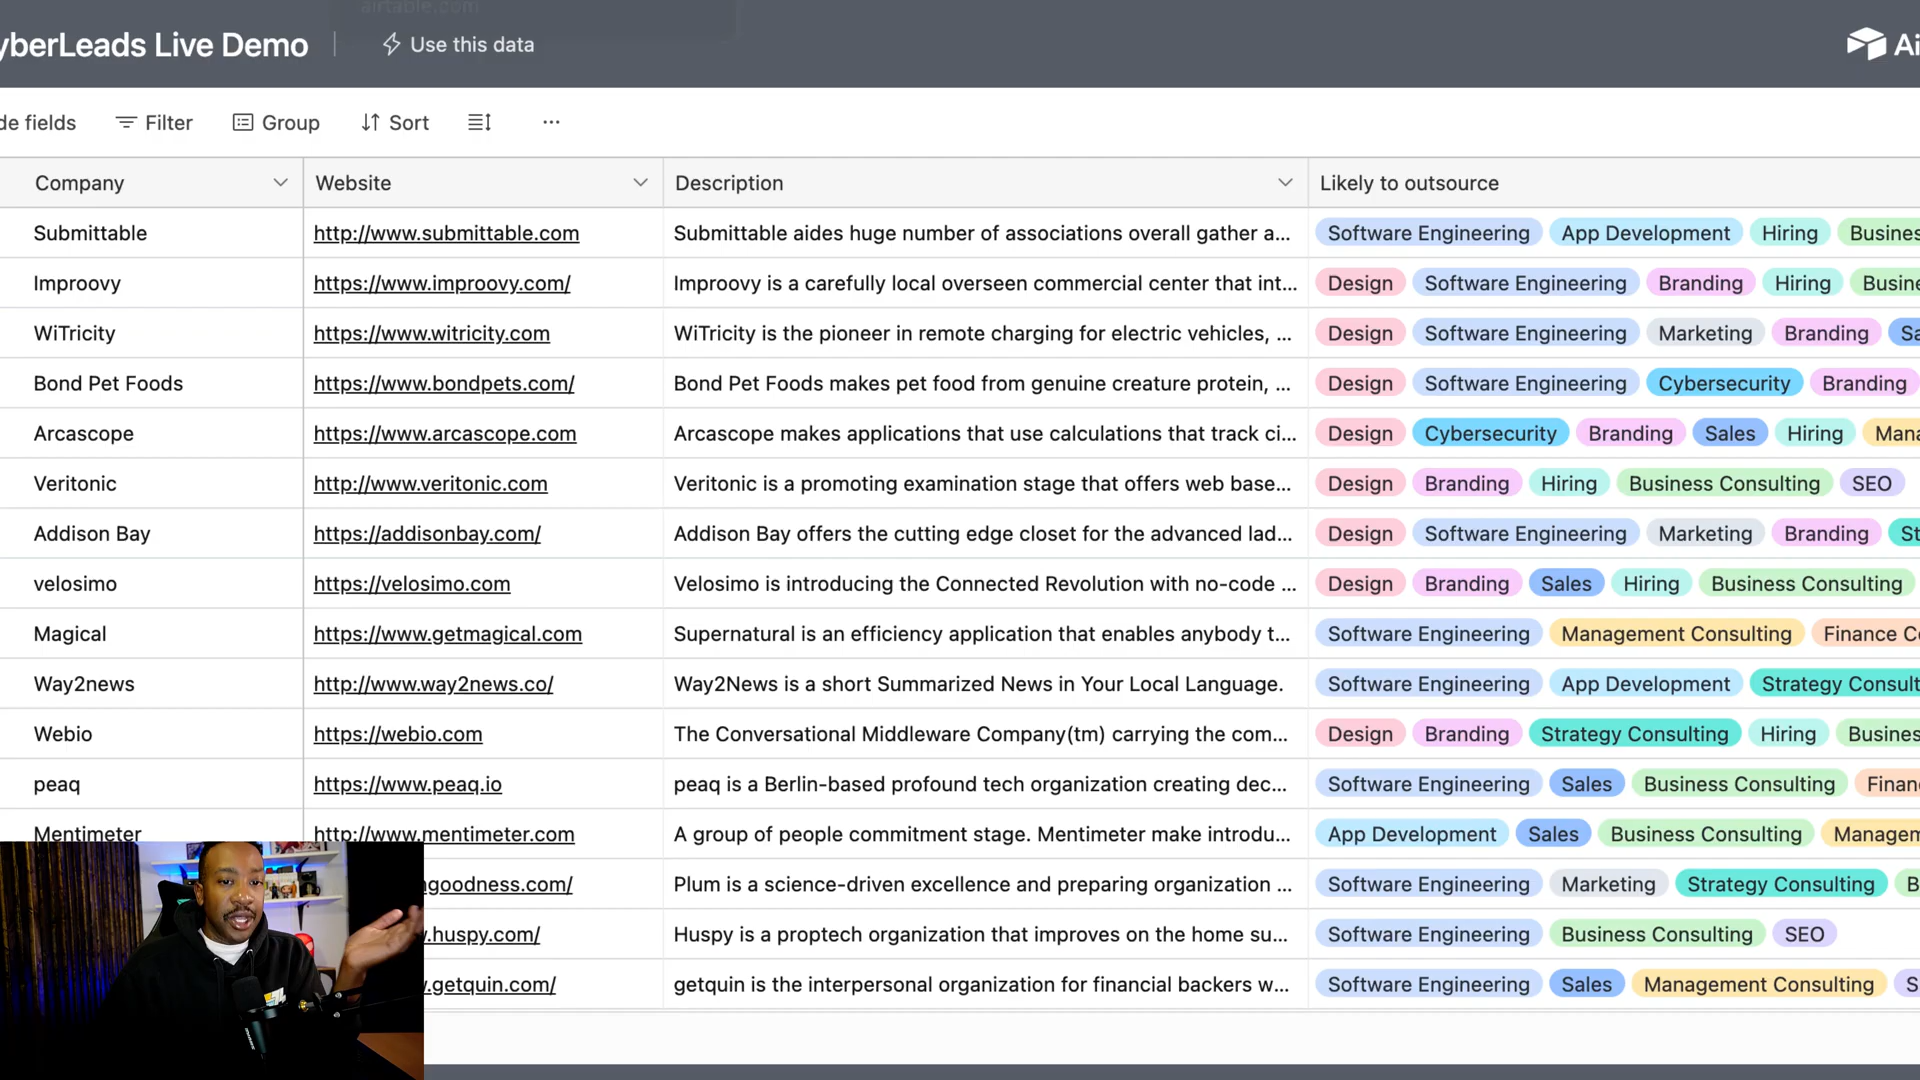 airtable.com
yberLeads Live Demo
Use this data
Ai
de fields
Filter
Group
Sort
Company
Website
Description
Likely to outsource
Submittable http://www.submittable.com Submittable aides huge number of associations overall gather a... Software Engineering App Development Hiring Busines
Improovy https://www.improovy.com/ Improovy is a carefully local overseen commercial center that int... Design Software Engineering Branding Hiring Busine
WiTricity https://www.witricity.com WiTricity is the pioneer in remote charging for electric vehicles, ... Design Software Engineering Marketing Branding Sa
Bond Pet Foods https://www.bondpets.com/ Bond Pet Foods makes pet food from genuine creature protein, ... Design Software Engineering Cybersecurity Branding
Arcascope https://www.arcascope.com Arcascope makes applications that use calculations that track ci... Design Cybersecurity Branding Sales Hiring Mana
Veritonic http://www.veritonic.com Veritonic is a promoting examination stage that offers web base... Design Branding Hiring Business Consulting SEO
Addison Bay https://addisonbay.com/ Addison Bay offers the cutting edge closet for the advanced lad... Design Software Engineering Marketing Branding St
velosimo https://velosimo.com Velosimo is introducing the Connected Revolution with no-code ... Design Branding Sales Hiring Business Consulting
Magical https://www.getmagical.com Supernatural is an efficiency application that enables anybody t... Software Engineering Management Consulting Finance Co
Way2news http://www.way2news.co/ Way2News is a short Summarized News in Your Local Language. Software Engineering App Development Strategy Consult
Webio https://webio.com The Conversational Middleware Company(tm) carrying the com... Design Branding Strategy Consulting Hiring Busines
peaq https://www.peaq.io peaq is a Berlin-based profound tech organization creating dec... Software Engineering Sales Business Consulting Finan
Mentimeter http://www.mentimeter.com A group of people commitment stage. Mentimeter make introdu... App Development Sales Business Consulting Managem
goodness.com/ Plum is a science-driven excellence and preparing organization ... Software Engineering Marketing Strategy Consulting B
.huspy.com/ Huspy is a proptech organization that improves on the home su... Software Engineering Business Consulting SEO
.getquin.com/ getquin is the interpersonal organization for financial backers w... Software Engineering Sales Management Consulting S